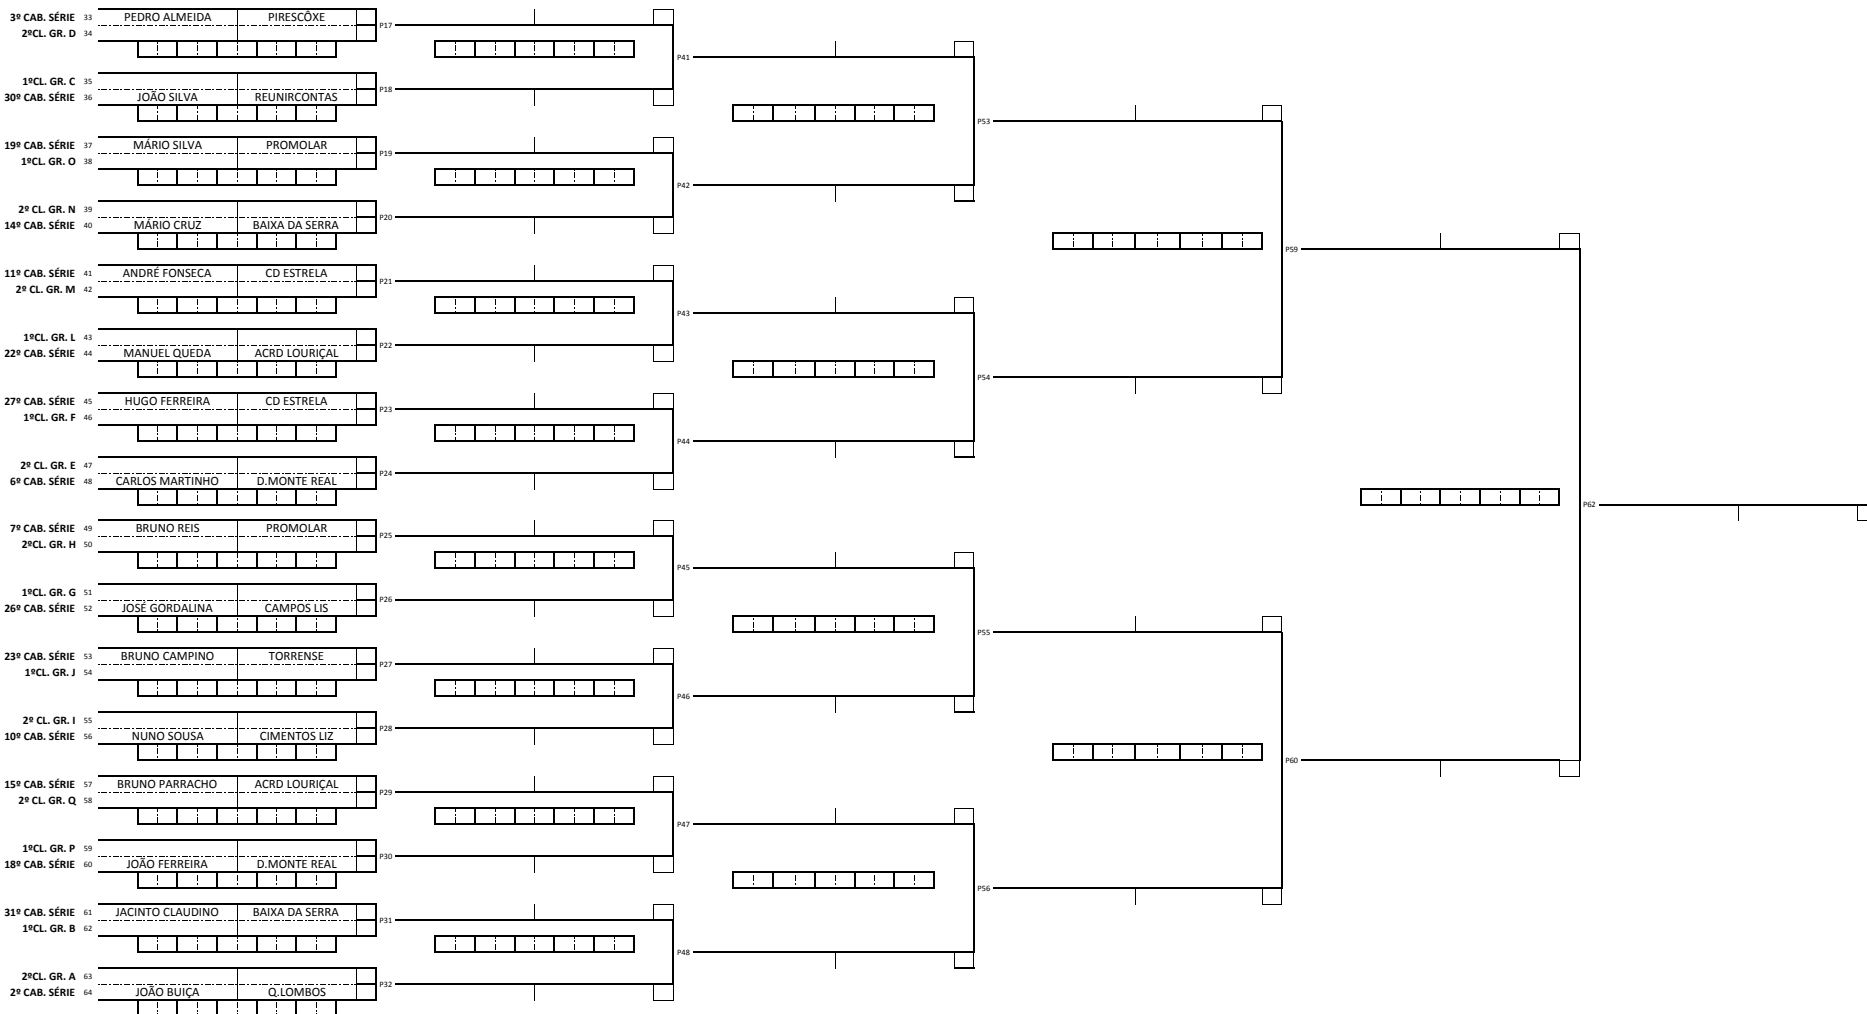 3º CAB. SÉRIE 33 PEDRO ALMEIDA PIRESCÔXE
P17
2ºCL. GR. D 34
P41
1ºCL. GR. C 35
P18
30º CAB. SÉRIE 36 JOÃO SILVA REUNIRCONTAS
P53
19º CAB. SÉRIE 37 MÁRIO SILVA PROMOLAR
P19
1ºCL. GR. O 38
P42
2º CL. GR. N 39
P20
14º CAB. SÉRIE 40 MÁRIO CRUZ BAIXA DA SERRA
P59
11º CAB. SÉRIE 41 ANDRÉ FONSECA CD ESTRELA
P21
2º CL. GR. M 42
P43
1ºCL. GR. L 43
P22
22º CAB. SÉRIE 44 MANUEL QUEDA ACRD LOURIÇAL
P54
27º CAB. SÉRIE 45 HUGO FERREIRA CD ESTRELA
P23
1ºCL. GR. F 46
P44
2º CL. GR. E 47
P24
6º CAB. SÉRIE 48 CARLOS MARTINHO D.MONTE REAL
P62
7º CAB. SÉRIE 49 BRUNO REIS PROMOLAR
P25
2ºCL. GR. H 50
P45
1ºCL. GR. G 51
P26
26º CAB. SÉRIE 52 JOSÉ GORDALINA CAMPOS LIS
P55
23º CAB. SÉRIE 53 BRUNO CAMPINO TORRENSE
P27
1ºCL. GR. J 54
P46
2º CL. GR. I 55
P28
10º CAB. SÉRIE 56 NUNO SOUSA CIMENTOS LIZ
P60
15º CAB. SÉRIE 57 BRUNO PARRACHO ACRD LOURIÇAL
P29
2º CL. GR. Q 58
P47
1ºCL. GR. P 59
P30
18º CAB. SÉRIE 60 JOÃO FERREIRA D.MONTE REAL
P56
31º CAB. SÉRIE 61 JACINTO CLAUDINO BAIXA DA SERRA
P31
1ºCL. GR. B 62
P48
2ºCL. GR. A 63
P32
2º CAB. SÉRIE 64 JOÃO BUIÇA Q.LOMBOS